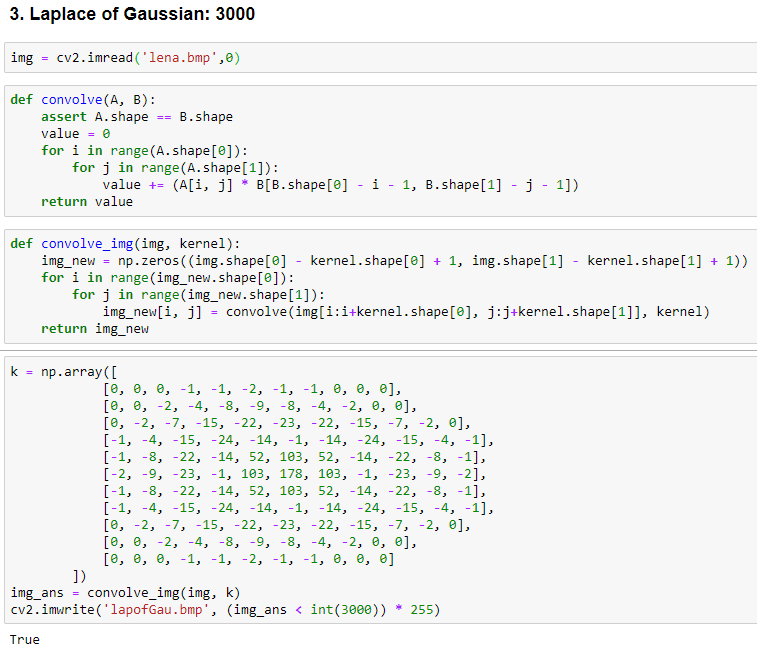 3. Laplace of Gaussian: 3000
img = cv2.imread('lena.bmp',0)
def convolve(A, B):
    assert A.shape == B.shape
    value = 0
    for i in range(A.shape[0]):
        for j in range(A.shape[1]):
            value += (A[i, j] * B[B.shape[0] - i - 1, B.shape[1] - j - 1])
    return value
def convolve_img(img, kernel):
    img_new = np.zeros((img.shape[0] - kernel.shape[0] + 1, img.shape[1] - kernel.shape[1] + 1))
    for i in range(img_new.shape[0]):
        for j in range(img_new.shape[1]):
            img_new[i, j] = convolve(img[i:i+kernel.shape[0], j:j+kernel.shape[1]], kernel)
    return img_new
k = np.array([
            [0, 0, 0, -1, -1, -2, -1, -1, 0, 0, 0],
            [0, 0, -2, -4, -8, -9, -8, -4, -2, 0, 0],
            [0, -2, -7, -15, -22, -23, -22, -15, -7, -2, 0],
            [-1, -4, -15, -24, -14, -1, -14, -24, -15, -4, -1],
            [-1, -8, -22, -14, 52, 103, 52, -14, -22, -8, -1],
            [-2, -9, -23, -1, 103, 178, 103, -1, -23, -9, -2],
            [-1, -8, -22, -14, 52, 103, 52, -14, -22, -8, -1],
            [-1, -4, -15, -24, -14, -1, -14, -24, -15, -4, -1],
            [0, -2, -7, -15, -22, -23, -22, -15, -7, -2, 0],
            [0, 0, -2, -4, -8, -9, -8, -4, -2, 0, 0],
            [0, 0, 0, -1, -1, -2, -1, -1, 0, 0, 0]
        ])
img_ans = convolve_img(img, k)
cv2.imwrite('lapofGau.bmp', (img_ans < int(3000)) * 255)
True